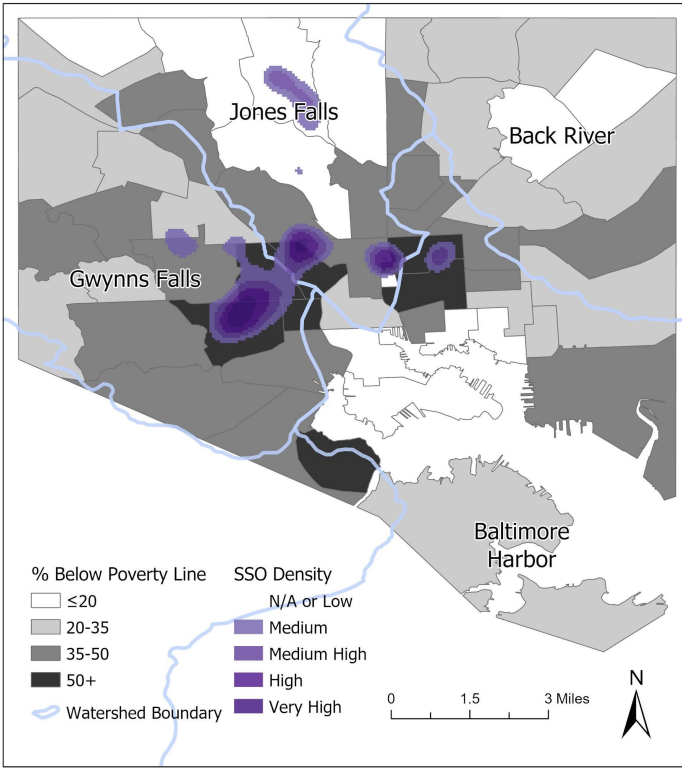 Jones Falls
Back River
Gwynns Falls
Baltimore
Harbor
% Below Poverty Line
≤20
20-35
35-50
50+
Watershed Boundary
SSO Density
N/A or Low
Medium
Medium High
High
Very High
0 1.5 3 Miles
N